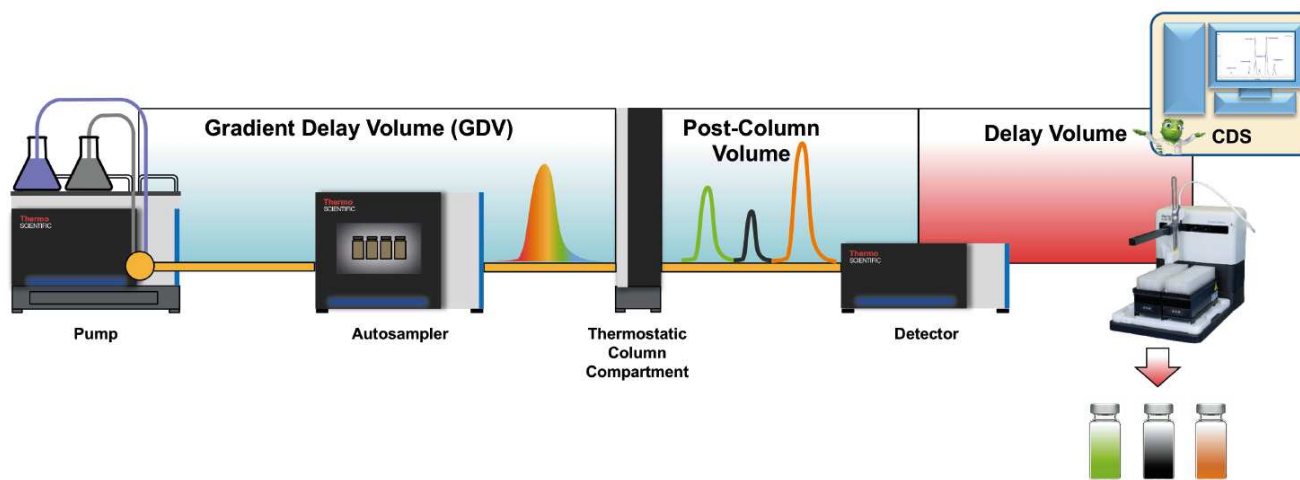 Gradient Delay Volume (GDV)
Post-Column
Volume
Delay Volume
CDS
Thermo
SCIENTIFIC
Thermo
SCIENTIFIC
Thermo
SCIENTIFIC
Pump
Autosampler
Thermostatic
Column
Compartment
Detector